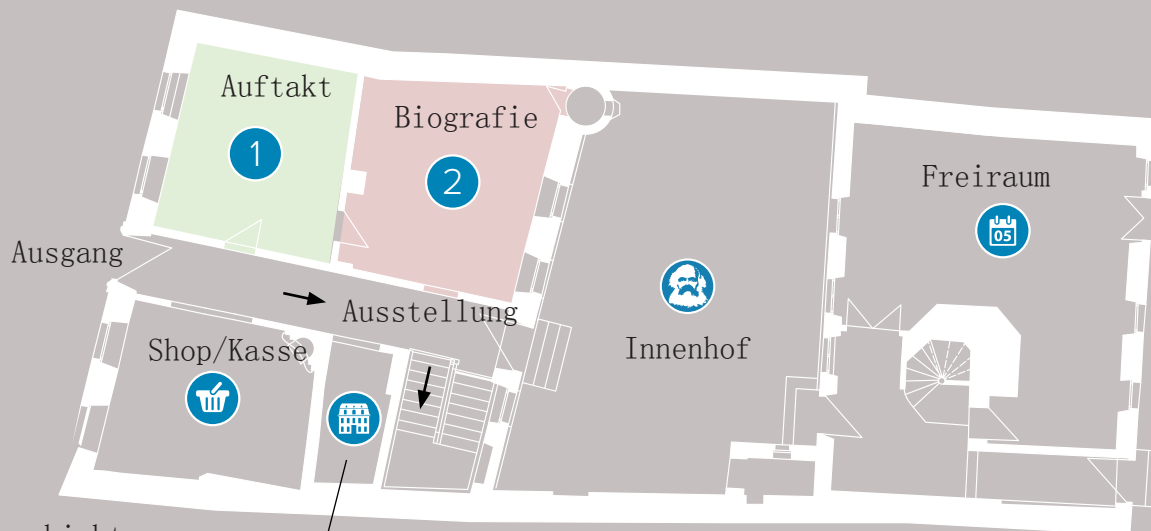 Auftakt
1
Biografie
2
Freiraum
05
Ausgang
Ausstellung
Shop/Kasse
Innenhof